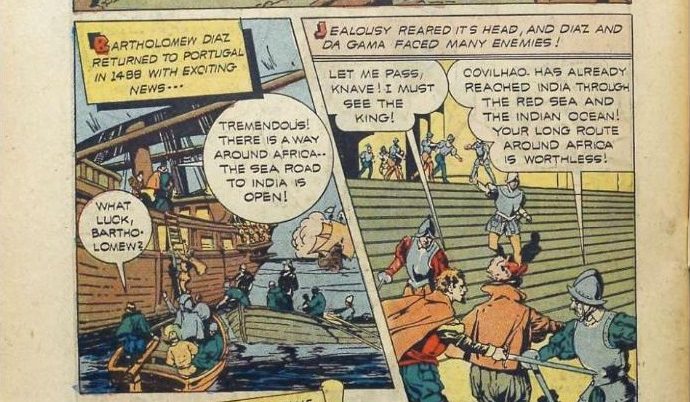 BARTHOLOMEW DIAZ
RETURNED TO PORTUGAL
IN 1488 WITH EXCITING
NEWS---
TREMENDOUS!
THERE IS A WAY
AROUND AFRICA--
THE SEA ROAD
TO INDIA IS
OPEN!
WHAT
LUCK,
BARTHO-
LOMEW?
JEALOUSY REARED IT'S HEAD, AND DIAZ AND
DA GAMA FACED MANY ENEMIES!
LET ME PASS,
KNAVE! I MUST
SEE THE
KING!
COVILHAO HAS ALREADY
REACHED INDIA THROUGH
THE RED SEA AND
THE INDIAN OCEAN!
YOUR LONG ROUTE
AROUND AFRICA
IS WORTHLESS!